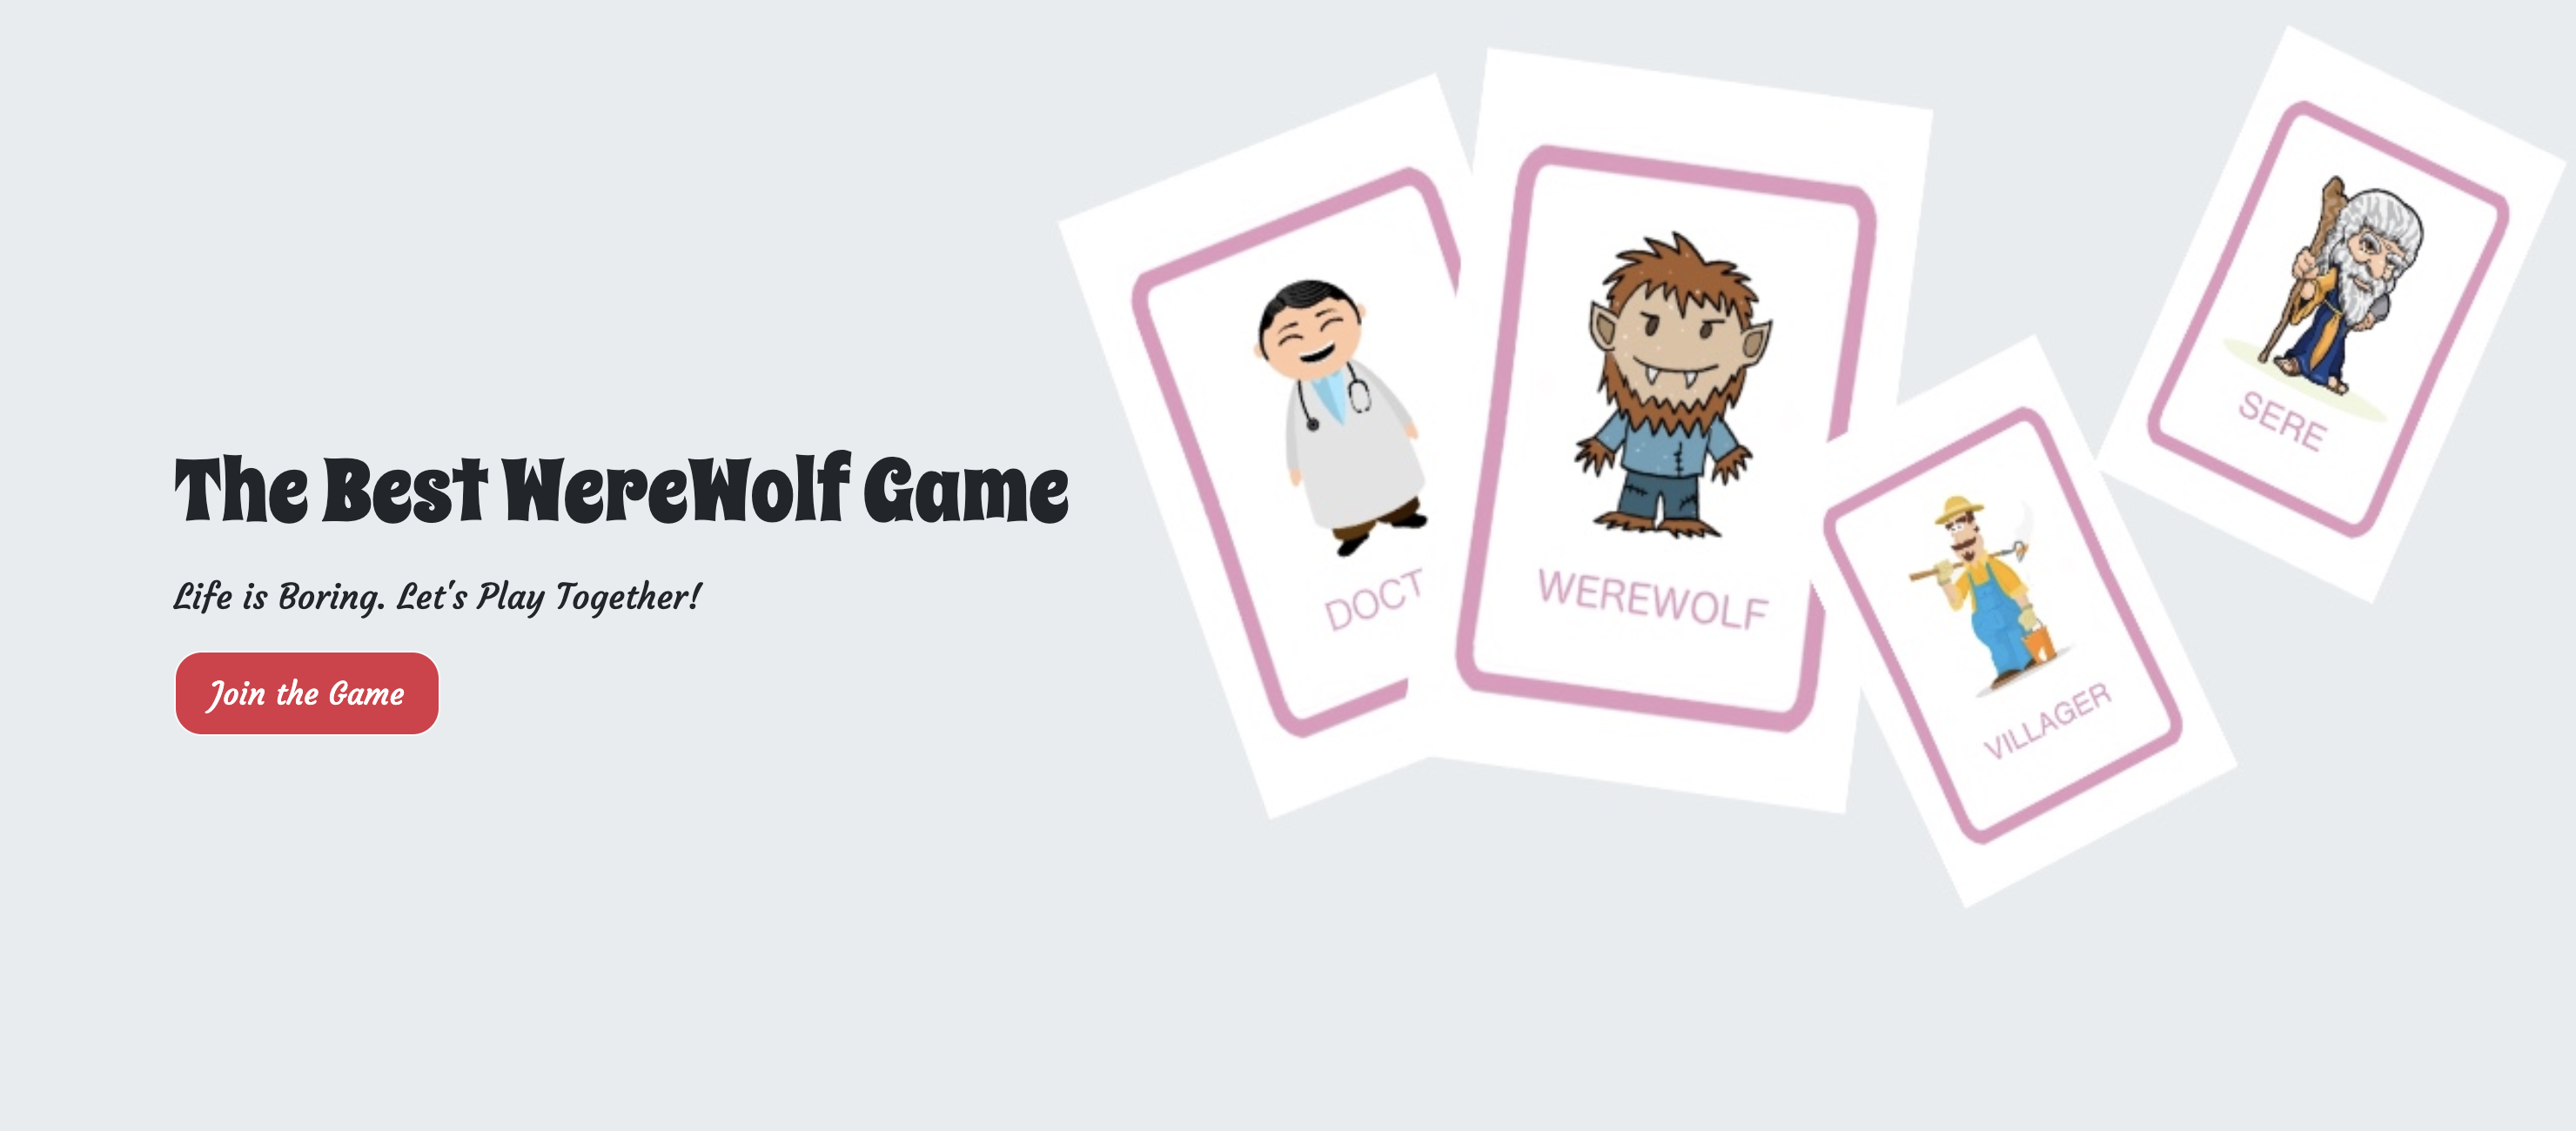 The Best WereWolf Game
Life is Boring. Let's Play Together!
Join the Game
DOCT
WEREWOLF
VILLAGER
SERE